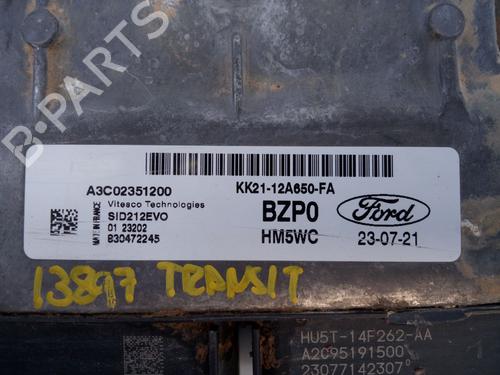 B-PARTS
A3C02351200
Vitesco Technologies
SID212EVO
01 23202
830472245
MADE IN FRANCE
KK21-12A650-FA
BZP0
HM5WC
Ford
23-07-21
13897 TRANSIT
HU5T-14F262-AA
A2C95191500
23077142307